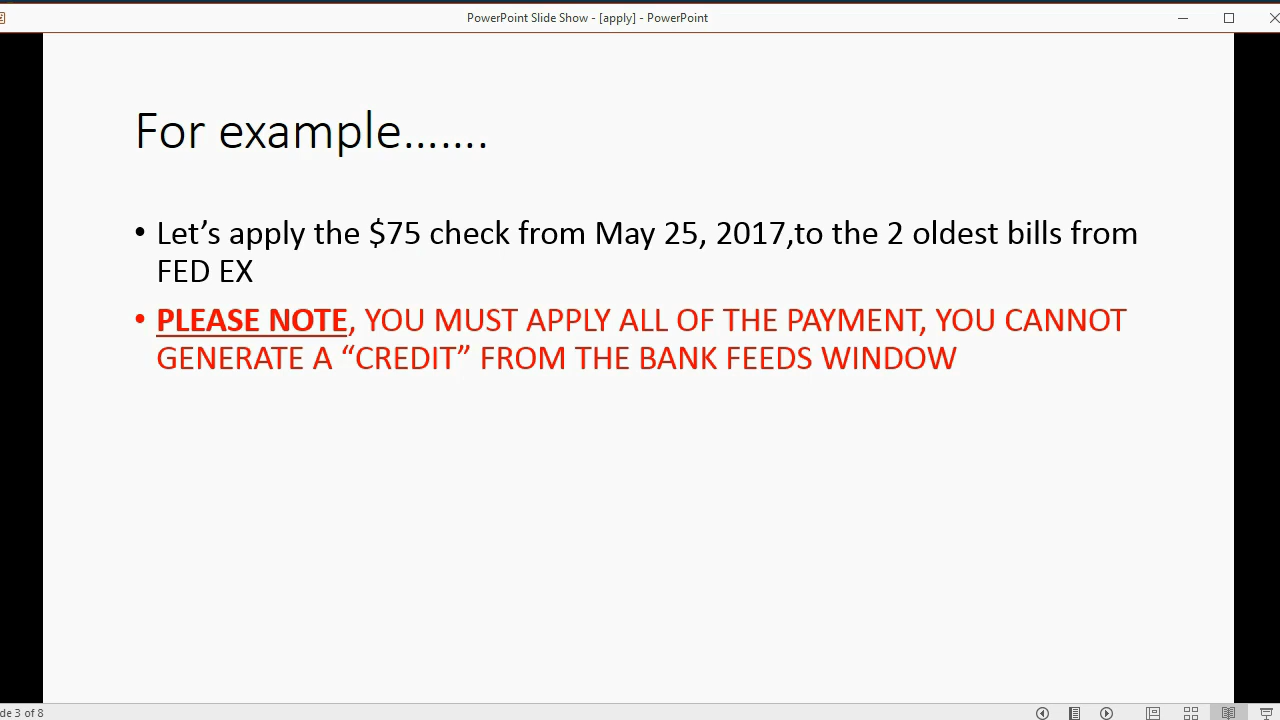 PowerPoint Slide Show - [apply] - PowerPoint
For example.......
• Let’s apply the $75 check from May 25, 2017,to the 2 oldest bills from
FED EX
• PLEASE NOTE, YOU MUST APPLY ALL OF THE PAYMENT, YOU CANNOT
GENERATE A “CREDIT” FROM THE BANK FEEDS WINDOW
de 3 of 8